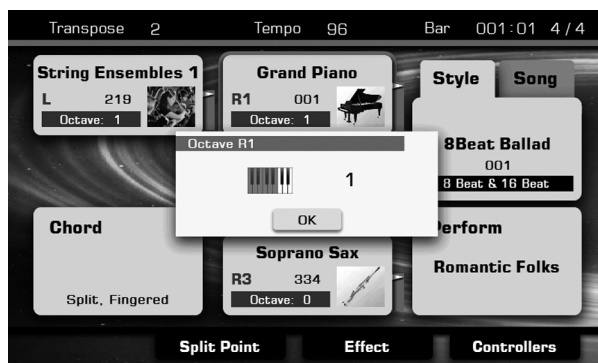 Transpose 2 Tempo 96 Bar 001:01 4/4
String Ensembles 1
L 219
Octave: 1
Grand Piano
R1 001
Octave: 1
Style Song
8Beat Ballad
001
8 Beat & 16 Beat
Octave R1
1
OK
Chord
Split, Fingered
Soprano Sax
R3 334
Octave: 0
Perform
Romantic Folks
Split Point Effect Controllers